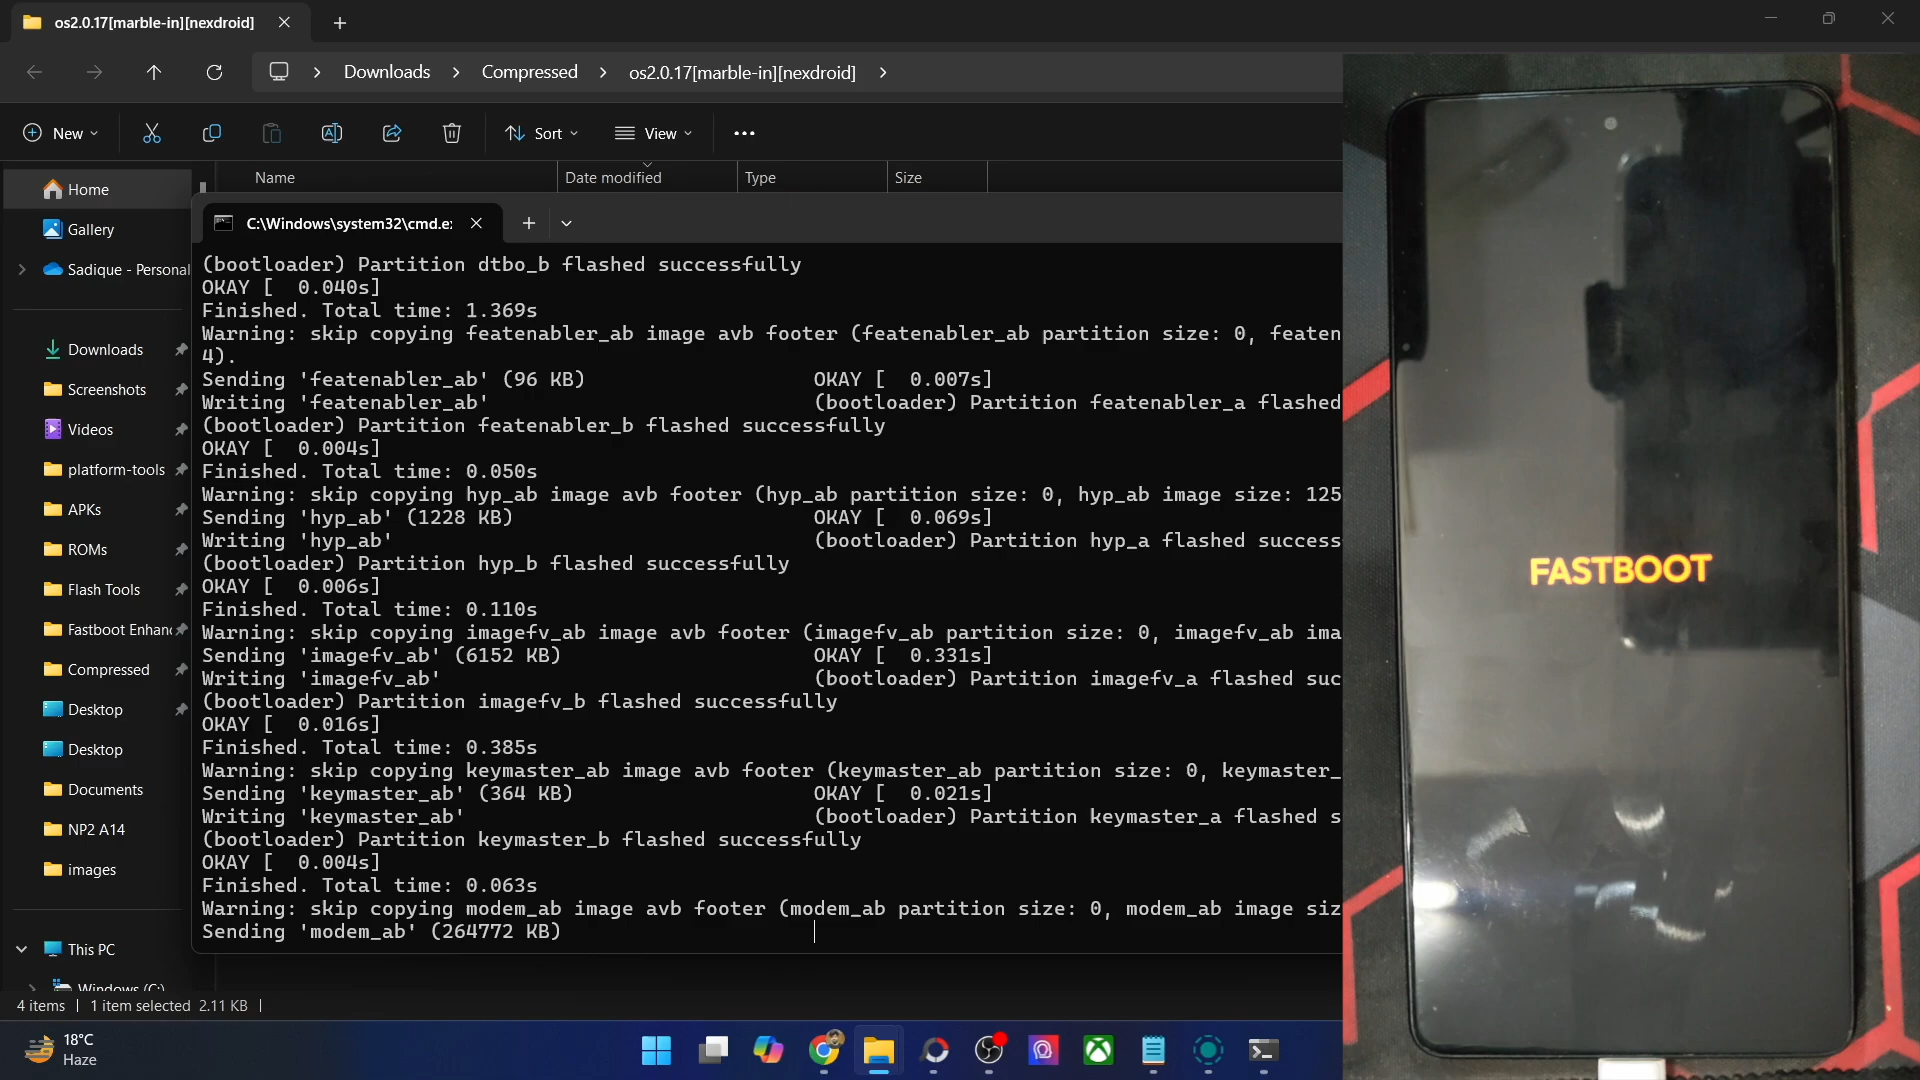 os2.0.17[marble-in][nexdroid]
Downloads
Compressed
os2.0.17[marble-in][nexdroid]
New
Sort
View
Name
Date modified
Type
Size
Home
Gallery
Sadique - Personal
Downloads
Screenshots
Videos
platform-tools
APKs
ROMs
Flash Tools
Fastboot Enhanc
Compressed
Desktop
Desktop
Documents
NP2 A14
images
This PC
Windows (C:)
C:\Windows\system32\cmd.e:
(bootloader) Partition dtbo_b flashed successfully
OKAY [  0.040s]
Finished. Total time: 1.369s
Warning: skip copying featenabler_ab image avb footer (featenabler_ab partition size: 0, featen
4).
Sending 'featenabler_ab' (96 KB)                   OKAY [  0.007s]
Writing 'featenabler_ab'                           (bootloader) Partition featenabler_a flashed
(bootloader) Partition featenabler_b flashed successfully
OKAY [  0.004s]
Finished. Total time: 0.050s
Warning: skip copying hyp_ab image avb footer (hyp_ab partition size: 0, hyp_ab image size: 125
Sending 'hyp_ab' (1228 KB)                         OKAY [  0.069s]
Writing 'hyp_ab'                                   (bootloader) Partition hyp_a flashed success
(bootloader) Partition hyp_b flashed successfully
OKAY [  0.006s]
Finished. Total time: 0.110s
Warning: skip copying imagefv_ab image avb footer (imagefv_ab partition size: 0, imagefv_ab ima
Sending 'imagefv_ab' (6152 KB)                     OKAY [  0.331s]
Writing 'imagefv_ab'                               (bootloader) Partition imagefv_a flashed suc
(bootloader) Partition imagefv_b flashed successfully
OKAY [  0.016s]
Finished. Total time: 0.385s
Warning: skip copying keymaster_ab image avb footer (keymaster_ab partition size: 0, keymaster_
Sending 'keymaster_ab' (364 KB)                    OKAY [  0.021s]
Writing 'keymaster_ab'                             (bootloader) Partition keymaster_a flashed s
(bootloader) Partition keymaster_b flashed successfully
OKAY [  0.004s]
Finished. Total time: 0.063s
Warning: skip copying modem_ab image avb footer (modem_ab partition size: 0, modem_ab image siz
Sending 'modem_ab' (264772 KB)
FASTBOOT
4 items | 1 item selected 2.11 KB |
18°C
Haze